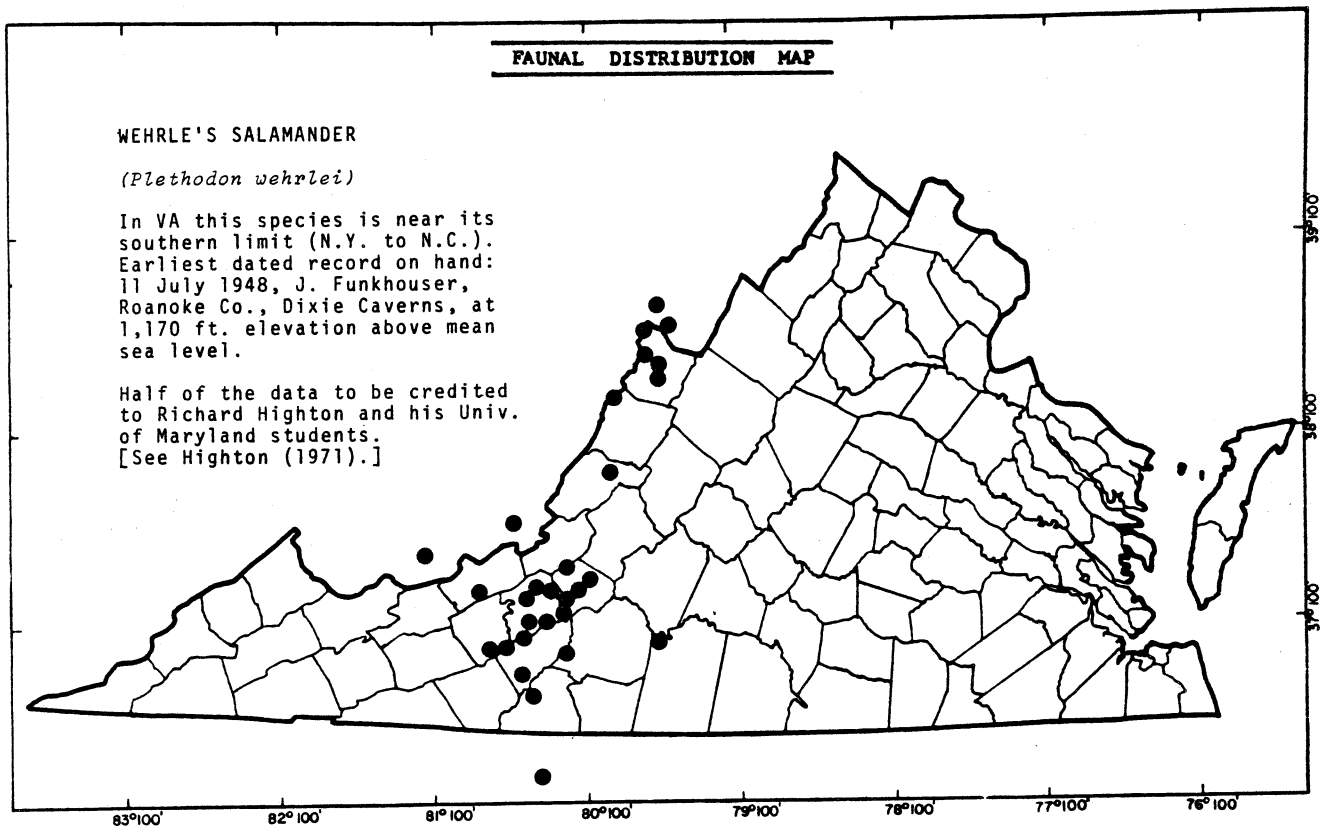 FAUNAL DISTRIBUTION MAP
WEHRLE'S SALAMANDER
(Plethodon wehrlei)
In VA this species is near its
southern limit (N.Y. to N.C.).
Earliest dated record on hand:
11 July 1948, J. Funkhouser,
Roanoke Co., Dixie Caverns, at
1,170 ft. elevation above mean
sea level.
Half of the data to be credited
to Richard Highton and his Univ.
of Maryland students.
[See Highton (1971).]
39°00'
38°00'
37°00'
83°00'
82°00'
81°00'
80°00'
79°00'
78°00'
77°00'
76°00'